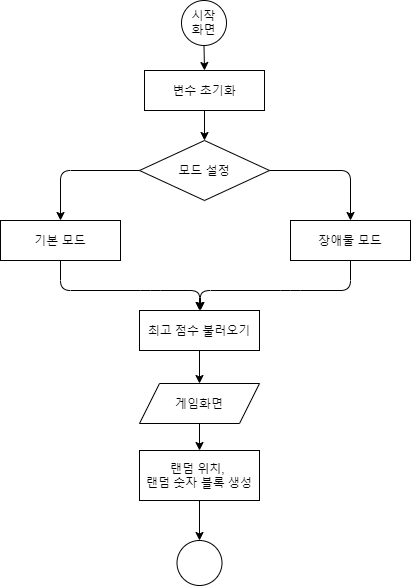 시작
화면
변수 초기화
모드 설정
기본 모드
장애물 모드
최고 점수 불러오기
게임화면
랜덤 위치,
랜덤 숫자 블록 생성